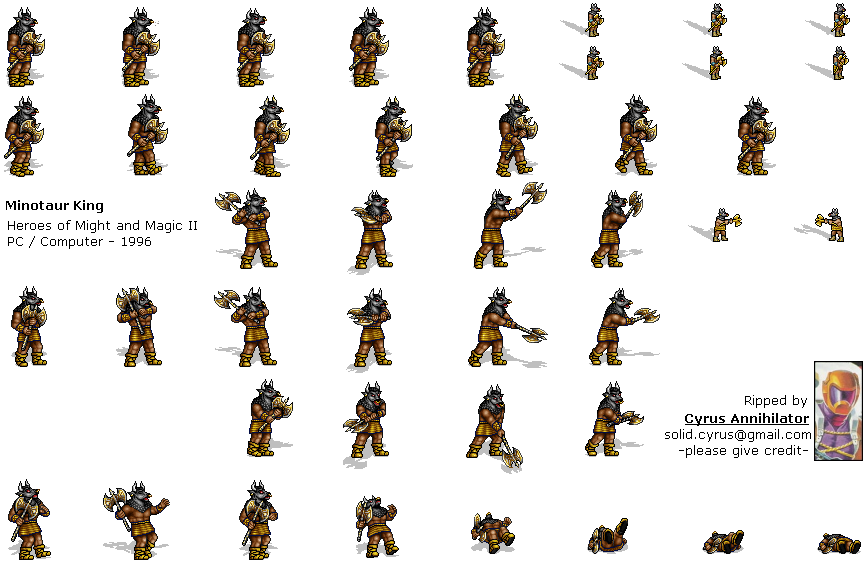 Minotaur King
Heroes of Might and Magic II
PC / Computer - 1996
Ripped by
Cyrus Annihilator
solid.cyrus@gmail.com
-please give credit-